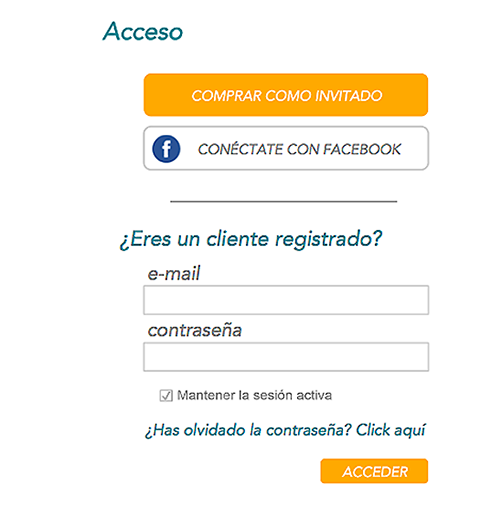 Acceso
COMPRAR COMO INVITADO
f CONÉCTATE CON FACEBOOK
¿Eres un cliente registrado?
e-mail
contraseña
Mantener la sesión activa
¿Has olvidado la contraseña? Click aquí
ACCEDER